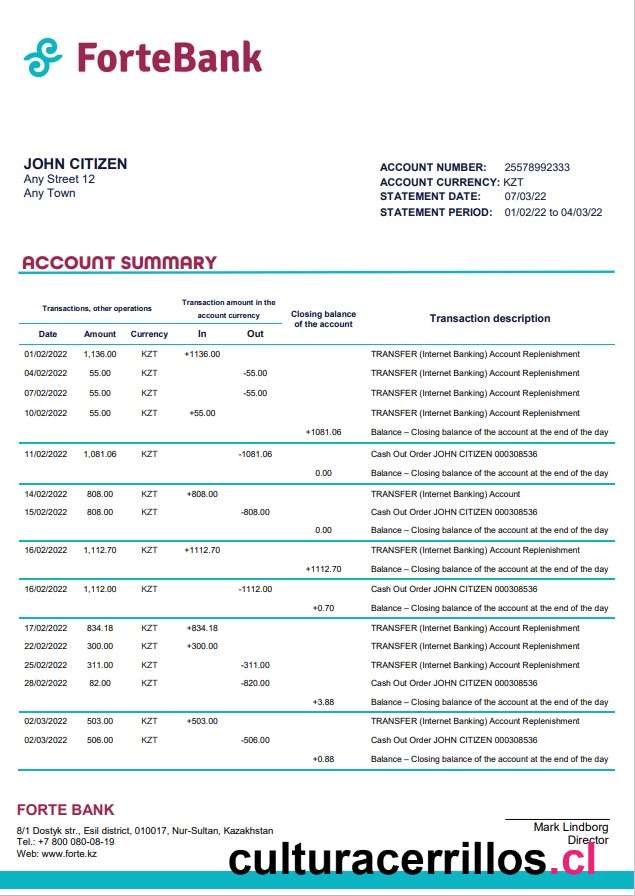 ForteBank
JOHN CITIZEN
Any Street 12
Any Town
ACCOUNT NUMBER: 25578992333
ACCOUNT CURRENCY: KZT
STATEMENT DATE: 07/03/22
STATEMENT PERIOD: 01/02/22 to 04/03/22
ACCOUNT SUMMARY
Transactions, other operations
Transaction amount in the
account currency
Closing balance
of the account
Transaction description
Date Amount Currency In Out
01/02/2022 1,136.00 KZT +1136.00 TRANSFER (Internet Banking) Account Replenishment
04/02/2022 55.00 KZT -55.00 TRANSFER (Internet Banking) Account Replenishment
07/02/2022 55.00 KZT -55.00 TRANSFER (Internet Banking) Account Replenishment
10/02/2022 55.00 KZT +55.00 TRANSFER (Internet Banking) Account Replenishment
+1081.06 Balance – Closing balance of the account at the end of the day
11/02/2022 1,081.06 KZT -1081.06 Cash Out Order JOHN CITIZEN 000308536
0.00 Balance – Closing balance of the account at the end of the day
14/02/2022 808.00 KZT +808.00 TRANSFER (Internet Banking) Account
15/02/2022 808.00 KZT -808.00 Cash Out Order JOHN CITIZEN 000308536
0.00 Balance – Closing balance of the account at the end of the day
16/02/2022 1,112.70 KZT +1112.70 TRANSFER (Internet Banking) Account Replenishment
+1112.70 Balance – Closing balance of the account at the end of the day
16/02/2022 1,112.00 KZT -1112.00 Cash Out Order JOHN CITIZEN 000308536
+0.70 Balance – Closing balance of the account at the end of the day
17/02/2022 834.18 KZT +834.18 TRANSFER (Internet Banking) Account Replenishment
22/02/2022 300.00 KZT +300.00 TRANSFER (Internet Banking) Account Replenishment
25/02/2022 311.00 KZT -311.00 TRANSFER (Internet Banking) Account Replenishment
28/02/2022 82.00 KZT -820.00 Cash Out Order JOHN CITIZEN 000308536
+3.88 Balance – Closing balance of the account at the end of the day
02/03/2022 503.00 KZT +503.00 TRANSFER (Internet Banking) Account Replenishment
02/03/2022 506.00 KZT -506.00 Cash Out Order JOHN CITIZEN 000308536
+0.88 Balance – Closing balance of the account at the end of the day
FORTE BANK
8/1 Dostyk str., Esil district, 010017, Nur-Sultan, Kazakhstan
Tel.: +7 800 080-08-19
Web: www.forte.kz
Mark Lindborg
Director
culturacerrillos.cl